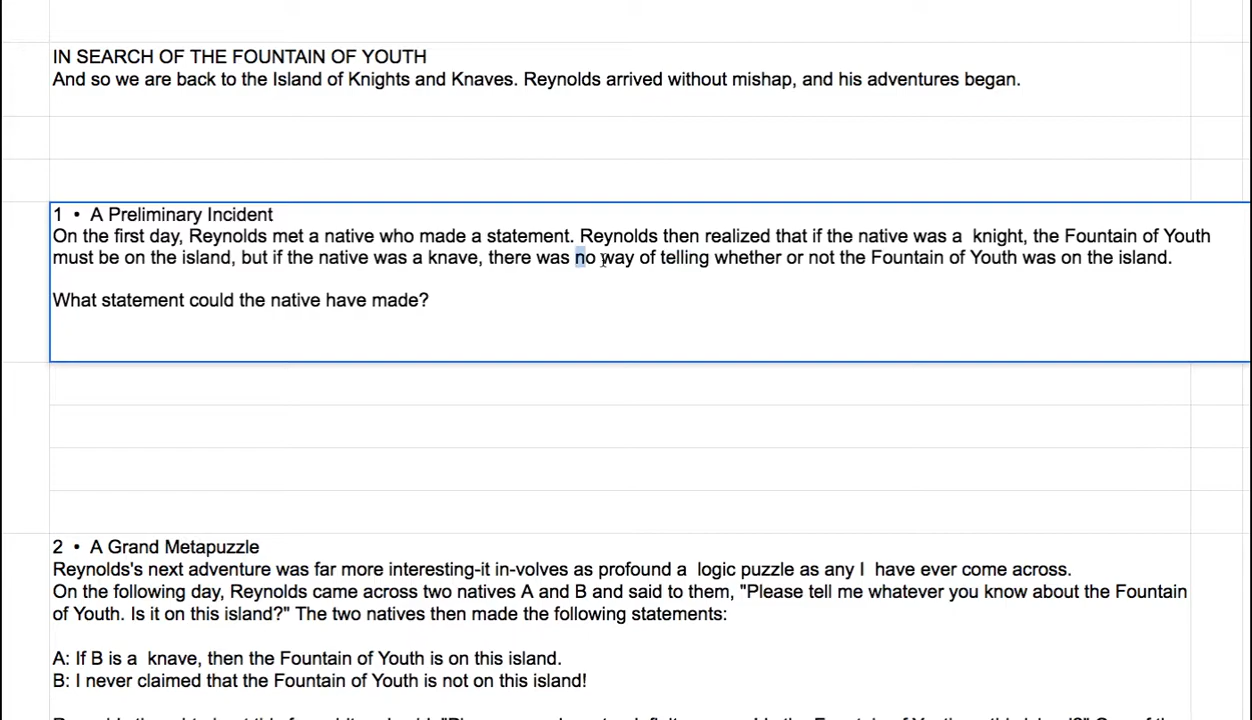 IN SEARCH OF THE FOUNTAIN OF YOUTH
And so we are back to the Island of Knights and Knaves. Reynolds arrived without mishap, and his adventures began.
1 • A Preliminary Incident
On the first day, Reynolds met a native who made a statement. Reynolds then realized that if the native was a knight, the Fountain of Youth
must be on the island, but if the native was a knave, there was no way of telling whether or not the Fountain of Youth was on the island.
What statement could the native have made?
2 • A Grand Metapuzzle
Reynolds's next adventure was far more interesting-it in-volves as profound a logic puzzle as any I have ever come across.
On the following day, Reynolds came across two natives A and B and said to them, "Please tell me whatever you know about the Fountain
of Youth. Is it on this island?" The two natives then made the following statements:
A: If B is a knave, then the Fountain of Youth is on this island.
B: I never claimed that the Fountain of Youth is not on this island!